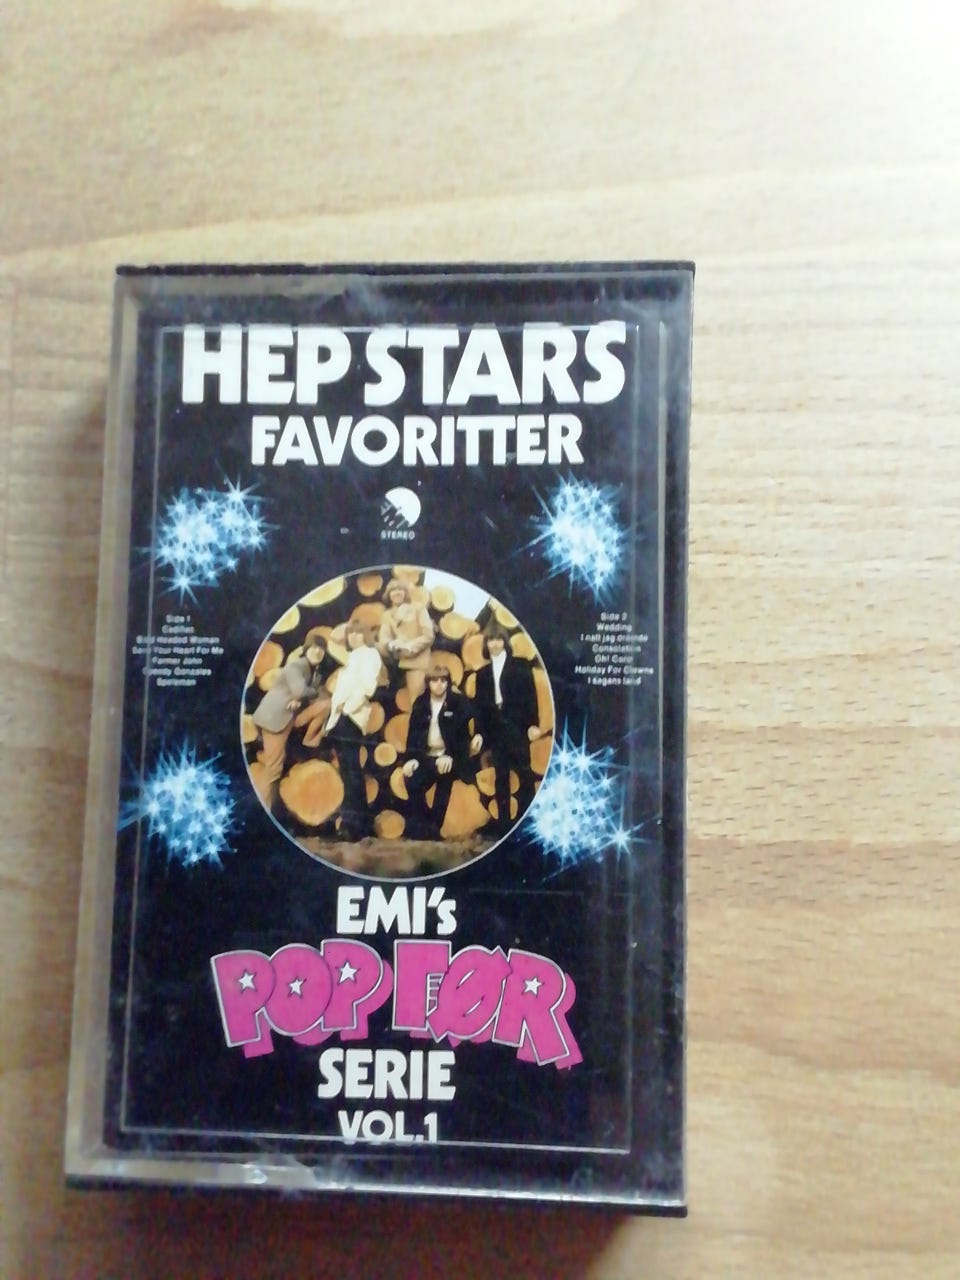 HEP STARS
FAVORITTER
STEREO
Side 1
Cadillac
Bald Headed Woman
Send Your Heart For Me
Farmer John
Speedy Gonzales
Speleman
Side 2
Wedding
I natt jag drömde
Consolation
Oh! Carol
Holiday For Clowns
I sagans land
EMI's
POP FØR
SERIE
VOL.1